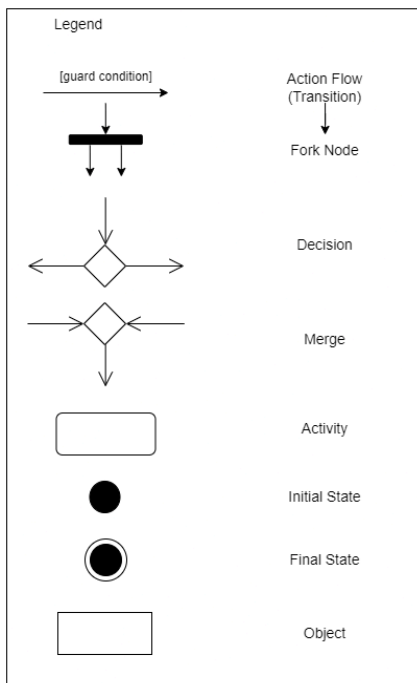 Legend
[guard condition]
Action Flow
(Transition)
Fork Node
Decision
Merge
Activity
Initial State
Final State
Object